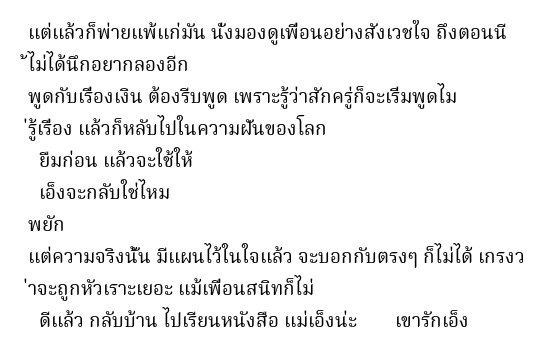 แต่แล้วก็พ่ายแพ้แก่มัน นั่งมองดูเพื่อนอย่างสังเวชใจ ถึงตอนนี
้ไม่ได้นึกอยากลองอีก
พูดกับเรื่องเงิน ต้องรีบพูด เพราะรู้ว่าสักครู่ก็จะเริ่มพูดไม
่รู้เรื่อง แล้วก็หลับไปในความฝันของโลก
ยืมก่อน แล้วจะใช้ให้
เอ็งจะกลับใช่ไหม
พยัก
แต่ความจริงนั้น มีแผนไว้ในใจแล้ว จะบอกกับตรงๆ ก็ไม่ได้ เกรงว
่าจะถูกหัวเราะเยอะ แม้เพื่อนสนิทก็ไม่
ดีแล้ว กลับบ้าน ไปเรียนหนังสือ แม่เอ็งน่ะ เขารักเอ็ง